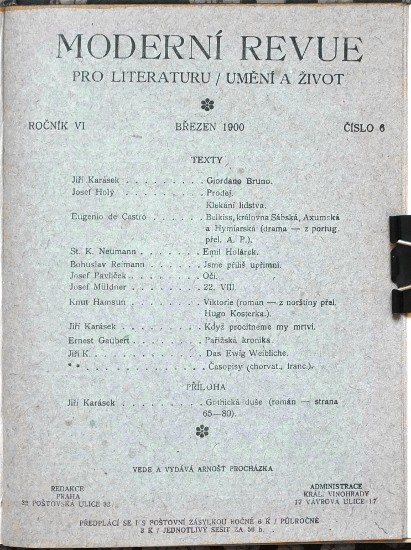 MODERNÍ REVUE
PRO LITERATURU / UMĚNÍ A ŽIVOT
ROČNÍK VI BŘEZEN 1900 ČÍSLO 6
TEXTY
Jiří Karásek . . . . . . . . . Giordano Bruno.
Josef Holý . . . . . . . . . . Prodej.
Klekání lidstva.
Eugenio de Castro . . . . . . . Belkiss, královna Sábská, Axumská
a Hymiarská (drama — z portug.
přel. A. P.).
St. K. Neumann . . . . . . . . Emil Holárek.
Bohuslav Reimann . . . . . . . Jsme příliš upřímní.
Josef Pavlíček . . . . . . . . Oči.
Josef Müldner . . . . . . . . . 22. VIII.
Knut Hamsun . . . . . . . . . Viktorie (román — z norštiny přel.
Hugo Kosterka.).
Jiří Karásek . . . . . . . . . Když procitneme my mrtví.
Ernest Gaubert . . . . . . . . Pařížská kronika.
Jiří K. . . . . . . . . . . . . Das Ewig Weibliche.
* * . . . . . . . . . . . . . . Časopisy (chorvat., franc.).
PŘÍLOHA
Jiří Karásek . . . . . . . . . Gothická duše (román — strana
65—80).
VEDE A VYDÁVÁ ARNOŠT PROCHÁZKA
REDAKCE
PRAHA
32 POŠTOVSKÁ ULICE 32
ADMINISTRACE
KRÁL. VINOHRADY
17 VÁVROVA ULICE 17
PŘEDPLÁCÍ SE I S POŠTOVNÍ ZÁSYLKOU ROČNĚ 6 K / PŮLROČNĚ
3 K / JEDNOTLIVÝ SEŠIT ZA 56 h.